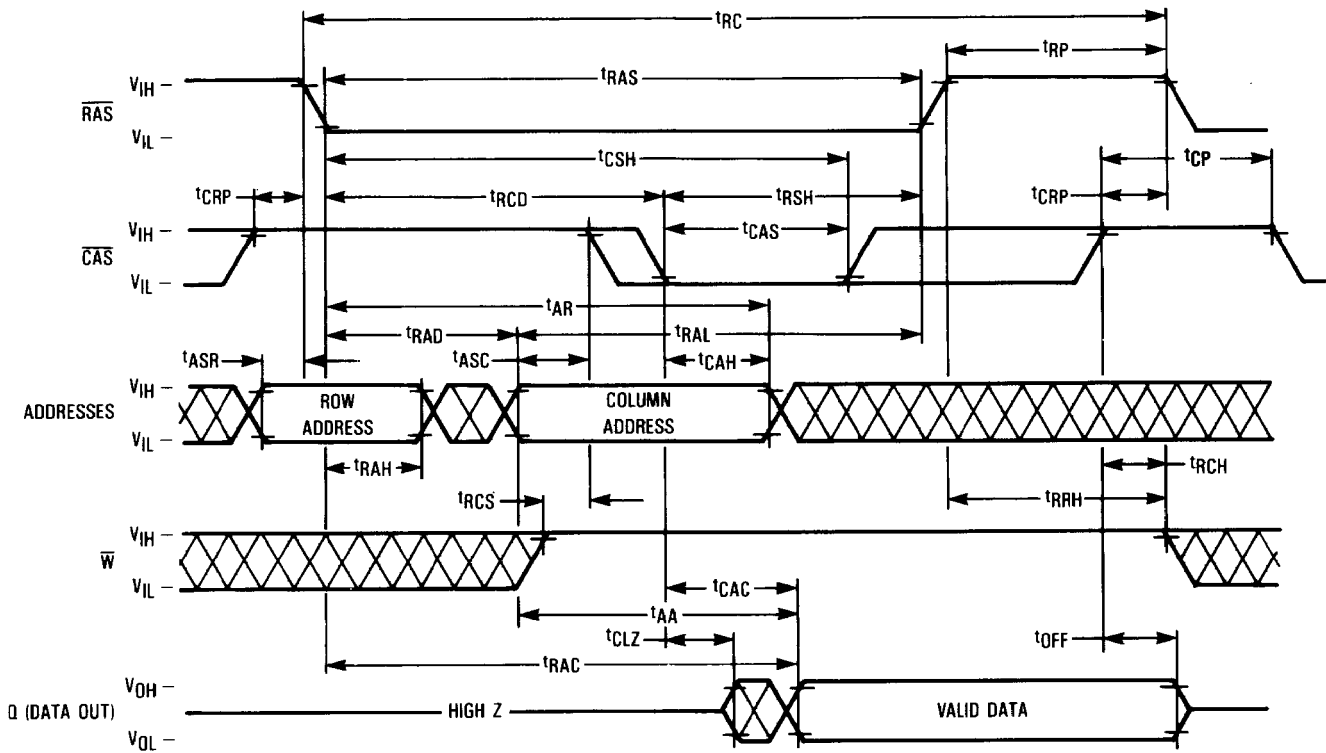 tRC
tRP
VIH
tRAS
RAS
VIL
tCSH
tCP
tCRP
tRCD
tRSH
tCRP
VIH
tCAS
CAS
VIL
tAR
tRAD
tRAL
tASR
tASC
tCAH
VIH
ADDRESSES
ROW
ADDRESS
COLUMN
ADDRESS
VIL
tRAH
tRCH
tRCS
tRRH
VIH
W
VIL
tCAC
tAA
tCLZ
tOFF
tRAC
VOH
Q (DATA OUT)
HIGH Z
VALID DATA
VOL